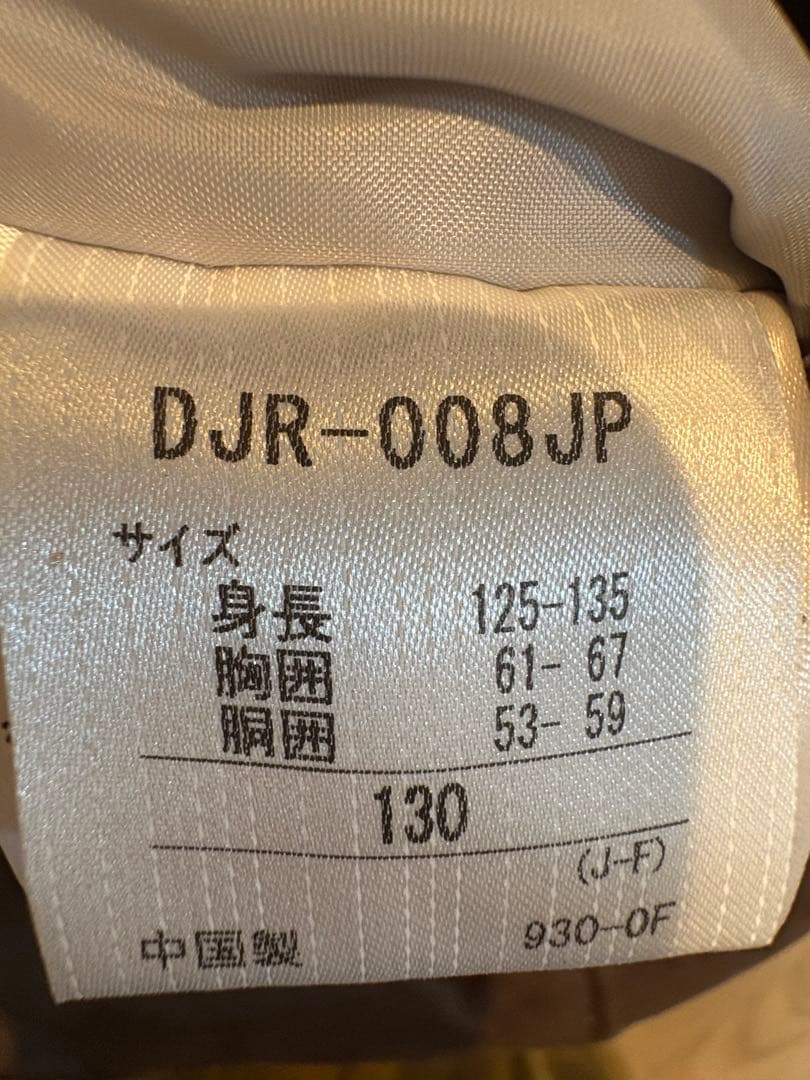 DJR-008JP
サイズ
身長 125-135
胸囲 61- 67
胴囲 53- 59
130
(J-F)
中国製 930-0F